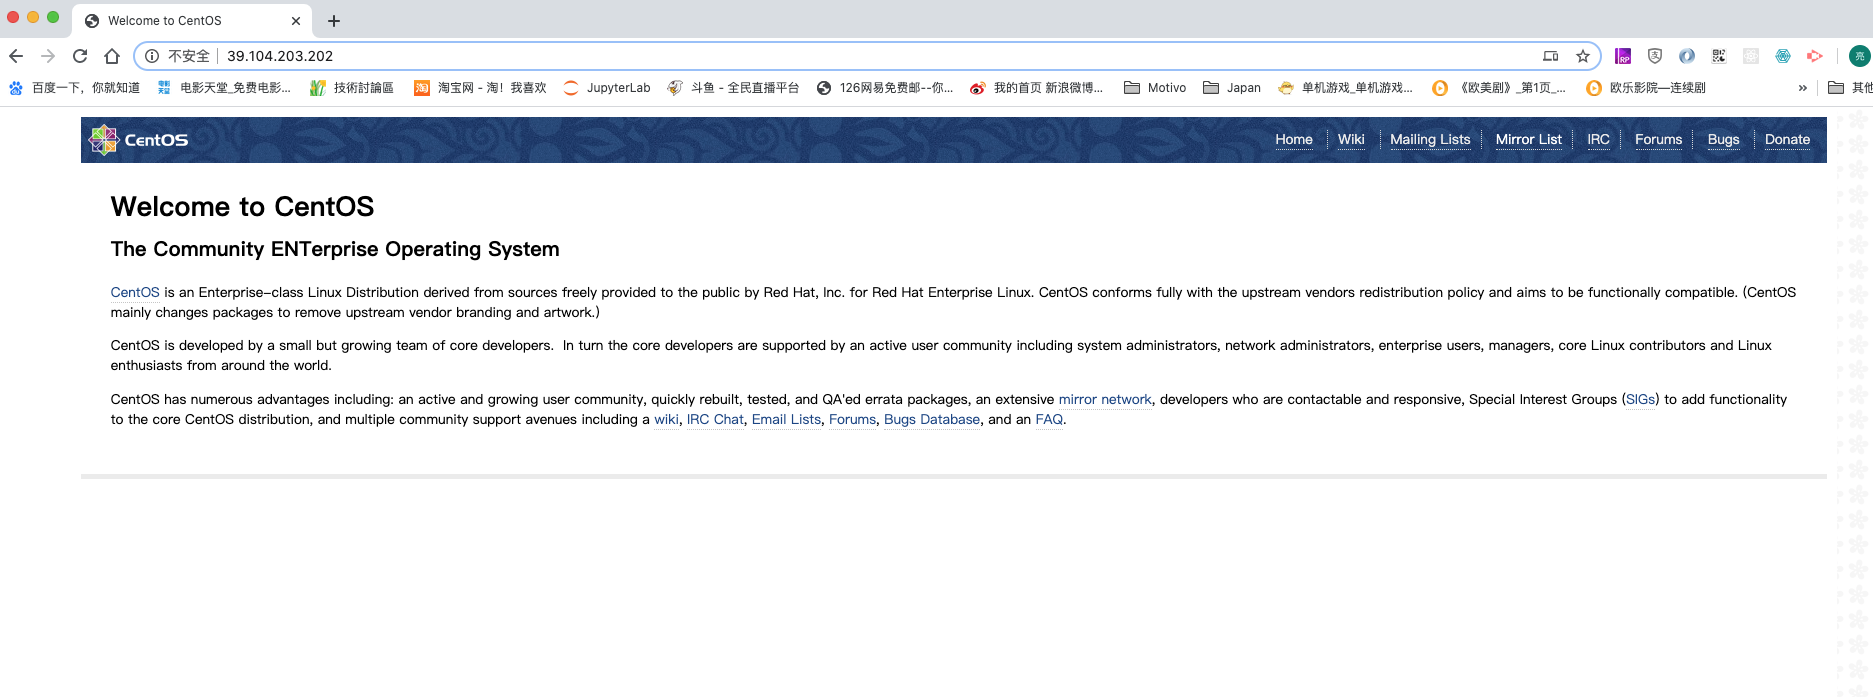 Welcome to CentOS
不安全 39.104.203.202
百度一下，你就知道 电影天堂_免费电影... 技術討論區 淘宝网 - 淘！我喜欢 JupyterLab 斗鱼 - 全民直播平台 126网易免费邮--你... 我的首页 新浪微博... Motivo Japan 单机游戏_单机游戏... 《欧美剧》_第1页_... 欧乐影院—连续剧 » 其他
CentOS Home Wiki Mailing Lists Mirror List IRC Forums Bugs Donate
Welcome to CentOS
The Community ENTerprise Operating System
CentOS is an Enterprise-class Linux Distribution derived from sources freely provided to the public by Red Hat, Inc. for Red Hat Enterprise Linux. CentOS conforms fully with the upstream vendors redistribution policy and aims to be functionally compatible. (CentOS
mainly changes packages to remove upstream vendor branding and artwork.)
CentOS is developed by a small but growing team of core developers. In turn the core developers are supported by an active user community including system administrators, network administrators, enterprise users, managers, core Linux contributors and Linux
enthusiasts from around the world.
CentOS has numerous advantages including: an active and growing user community, quickly rebuilt, tested, and QA'ed errata packages, an extensive mirror network, developers who are contactable and responsive, Special Interest Groups (SIGs) to add functionality
to the core CentOS distribution, and multiple community support avenues including a wiki, IRC Chat, Email Lists, Forums, Bugs Database, and an FAQ.